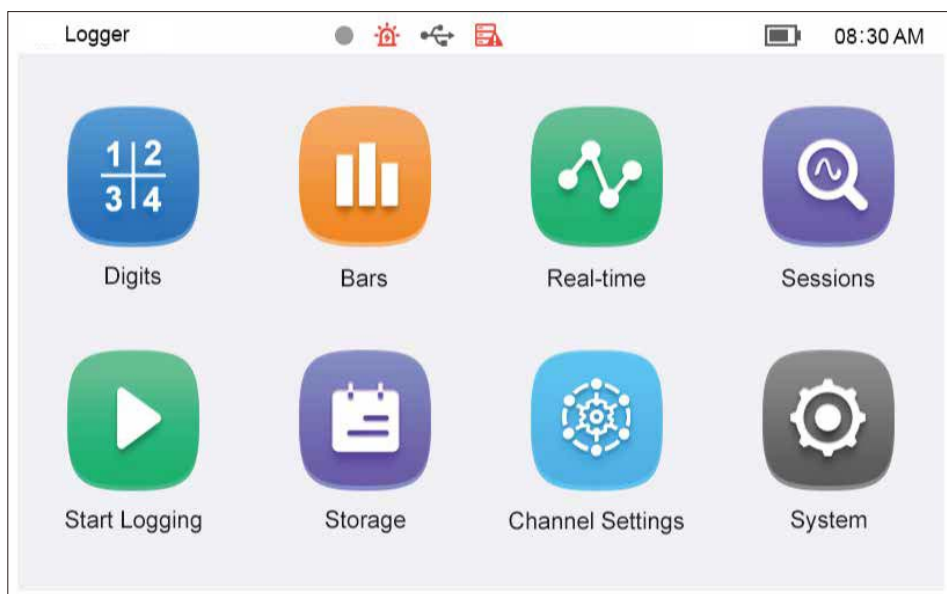 Logger 08:30 AM
1 2
3 4
Digits Bars Real-time Sessions
Start Logging Storage Channel Settings System